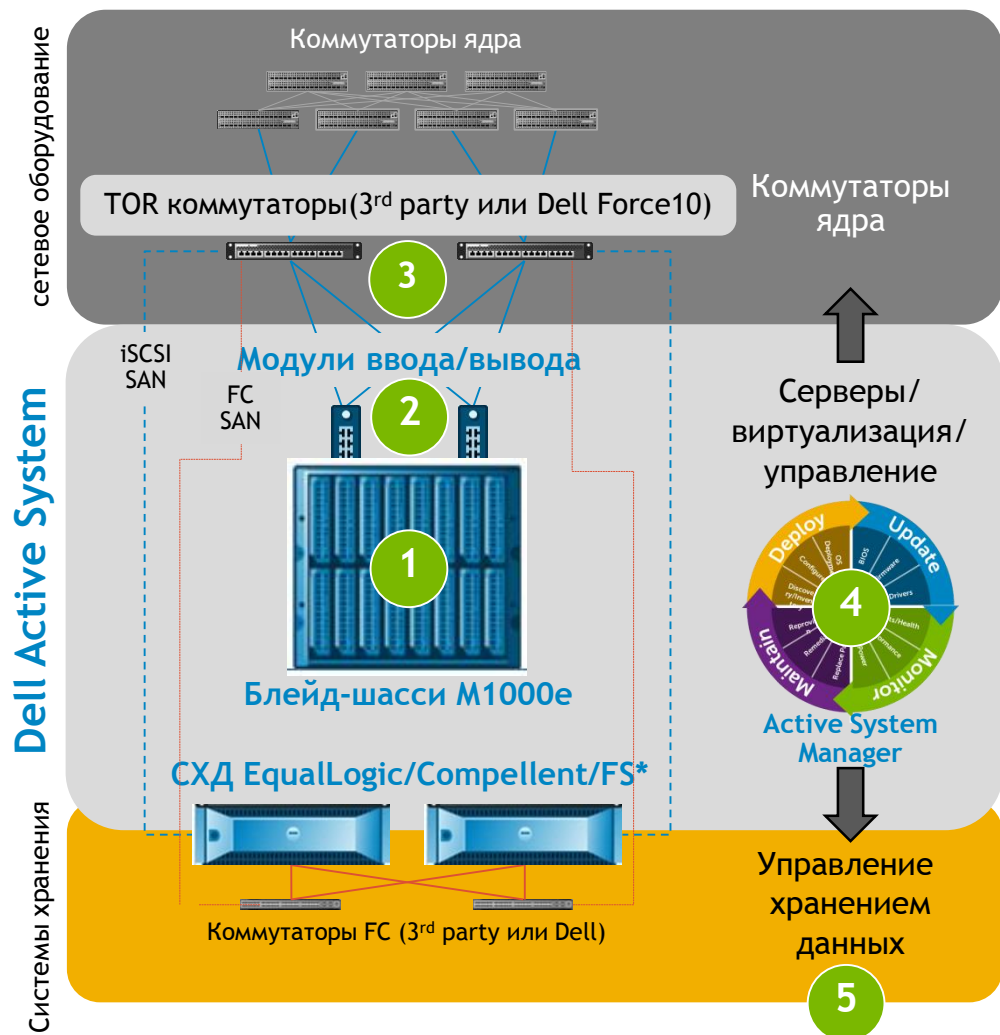 сетевое оборудование
Коммутаторы ядра
TOR коммутаторы(3rd party или Dell Force10)
Коммутаторы
ядра
3
iSCSI
SAN
FC
SAN
Модули ввода/вывода
2
Серверы/
виртуализация/
управление
Dell Active System
1
Блейд-шасси M1000e
Deploy
Update
Monitor
Maintain
OS
BIOS
Drivers
4
Active System
Manager
СХД EqualLogic/Compellent/FS*
Системы хранения
Коммутаторы FC (3rd party или Dell)
Управление
хранением
данных
5